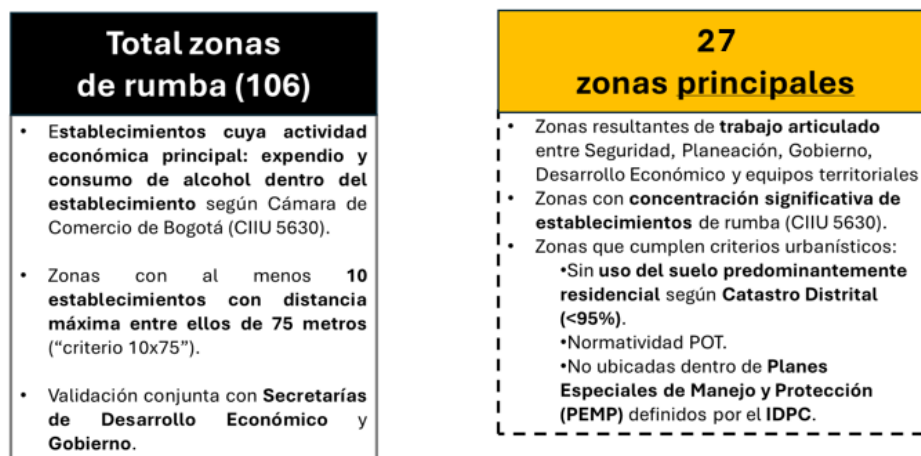 Total zonas
de rumba (106)
• Establecimientos cuya actividad
económica principal: expendio y
consumo de alcohol dentro del
establecimiento según Cámara de
Comercio de Bogotá (CIIU 5630).
• Zonas con al menos 10
establecimientos con distancia
máxima entre ellos de 75 metros
(“criterio 10x75”).
• Validación conjunta con Secretarías
de Desarrollo Económico y
Gobierno.
27
zonas principales
• Zonas resultantes de trabajo articulado
entre Seguridad, Planeación, Gobierno,
Desarrollo Económico y equipos territoriales
• Zonas con concentración significativa de
establecimientos de rumba (CIIU 5630).
• Zonas que cumplen criterios urbanísticos:
•Sin uso del suelo predominantemente
residencial según Catastro Distrital
(<95%).
•Normatividad POT.
•No ubicadas dentro de Planes
Especiales de Manejo y Protección
(PEMP) definidos por el IDPC.